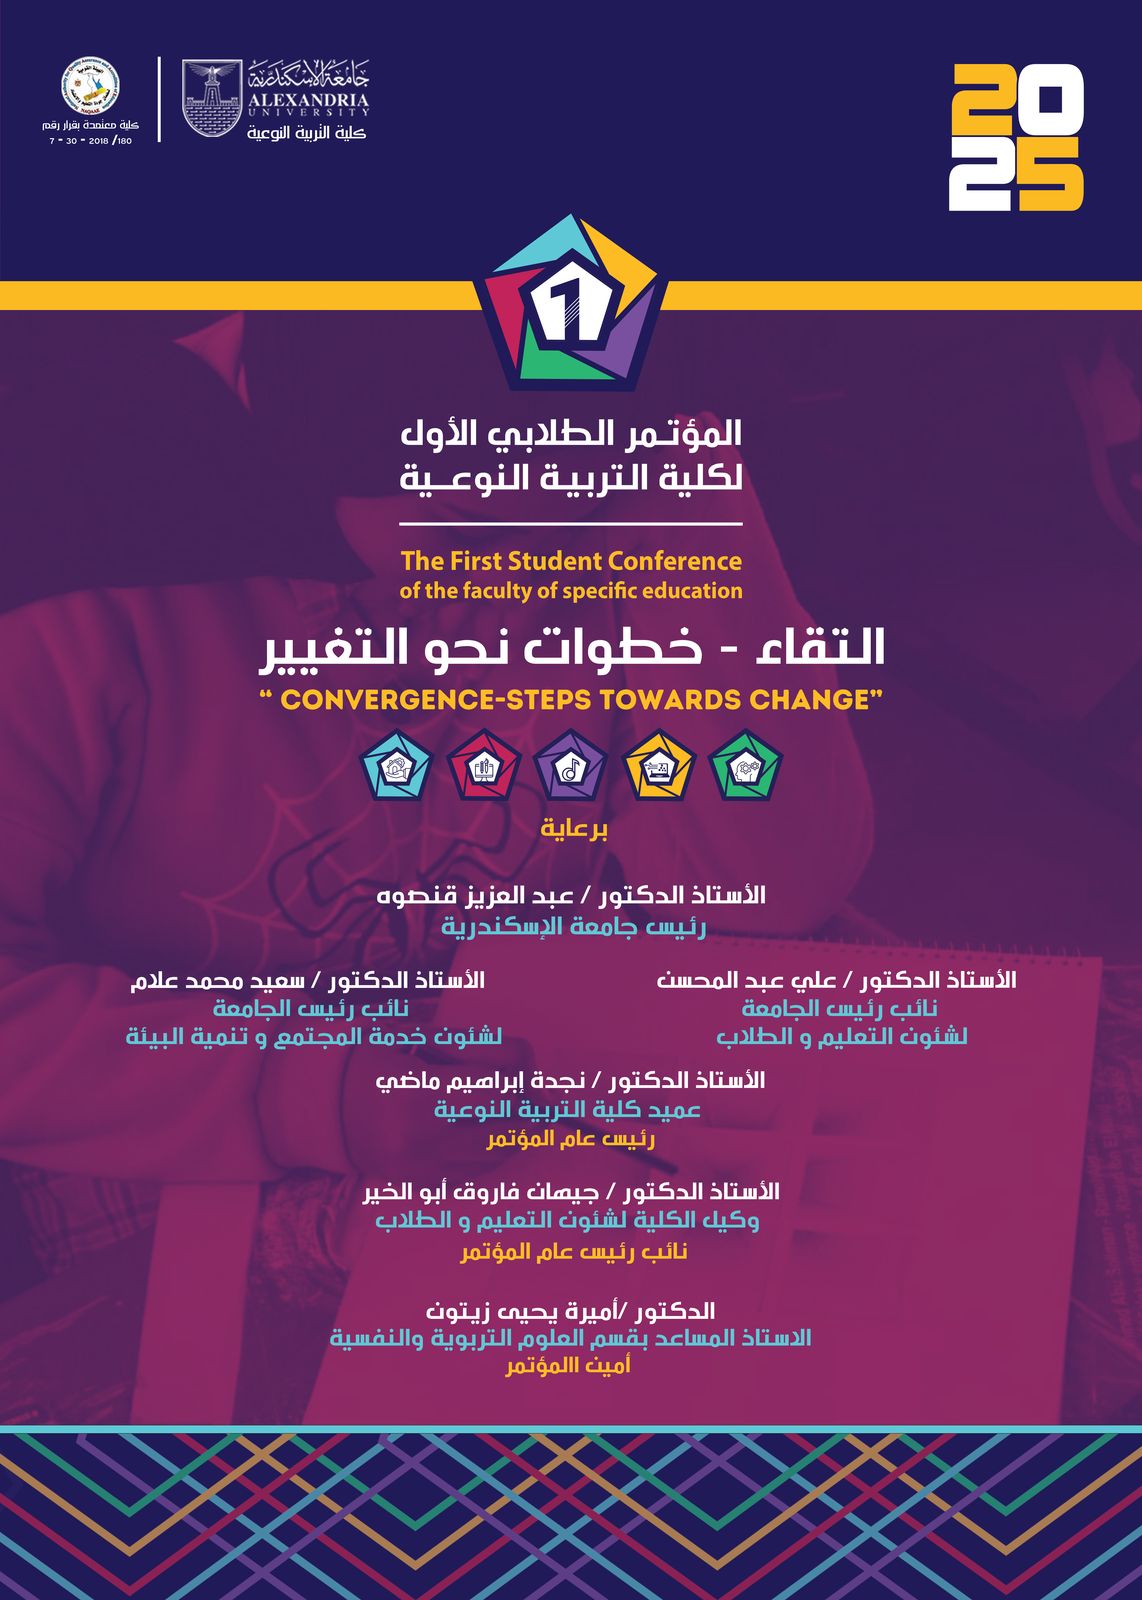 كلية معتمدة بقرار رقم
7 - 30 - 2018 /180
جامعة الإسكندرية
ALEXANDRIA
UNIVERSITY
كلية التربية النوعية
20
25
1
المؤتمر الطلابي الأول
لكلية التربية النوعية
The First Student Conference
of the faculty of specific education
التقاء - خطوات نحو التغيير
“ CONVERGENCE-STEPS TOWARDS CHANGE”
برعاية
الأستاذ الدكتور / عبد العزيز قنصوه
رئيس جامعة الإسكندرية
الأستاذ الدكتور / علي عبد المحسن
نائب رئيس الجامعة
لشئون التعليم و الطلاب
الأستاذ الدكتور / سعيد محمد علام
نائب رئيس الجامعة
لشئون خدمة المجتمع و تنمية البيئة
الأستاذ الدكتور / نجدة إبراهيم ماضي
عميد كلية التربية النوعية
رئيس عام المؤتمر
الأستاذ الدكتور / جيهان فاروق أبو الخير
وكيل الكلية لشئون التعليم و الطلاب
نائب رئيس عام المؤتمر
الدكتور /أميرة يحيى زيتون
الاستاذ المساعد بقسم العلوم التربوية والنفسية
أمين االمؤتمر